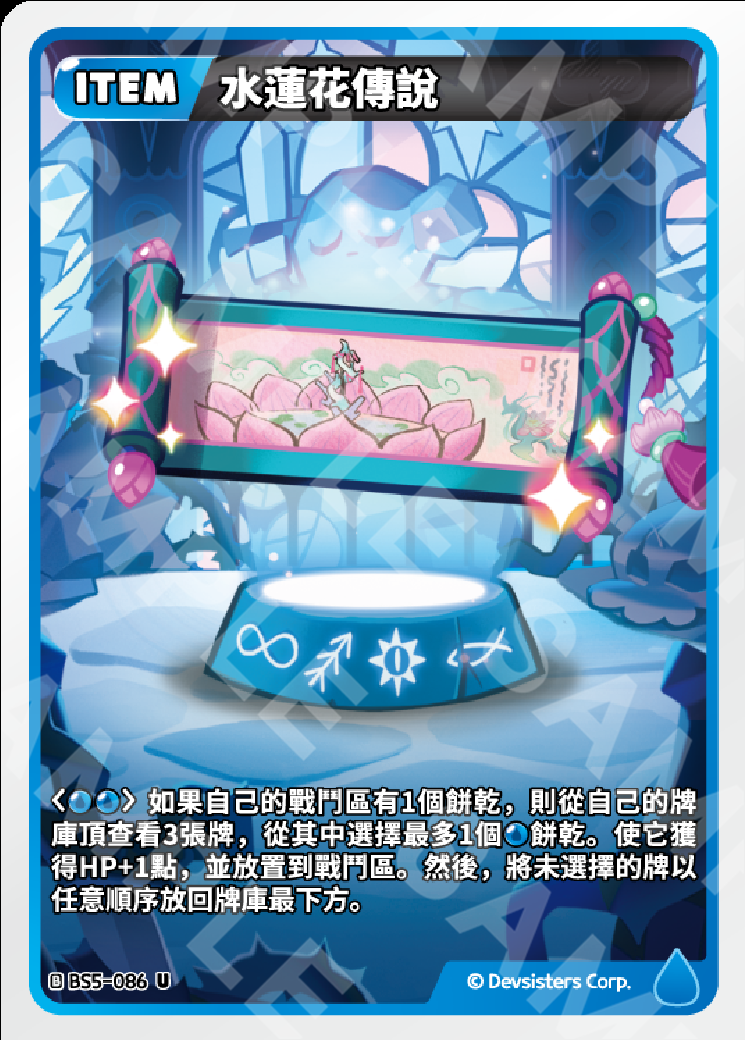 ITEM 水蓮花傳說
〈💧💧〉如果自己的戰鬥區有1個餅乾，則從自己的牌
庫頂查看3張牌，從其中選擇最多1個💧餅乾。使它獲
得HP+1點，並放置到戰鬥區。然後，將未選擇的牌以
任意順序放回牌庫最下方。
B BS5-086 U
© Devsisters Corp.
SAMPLE